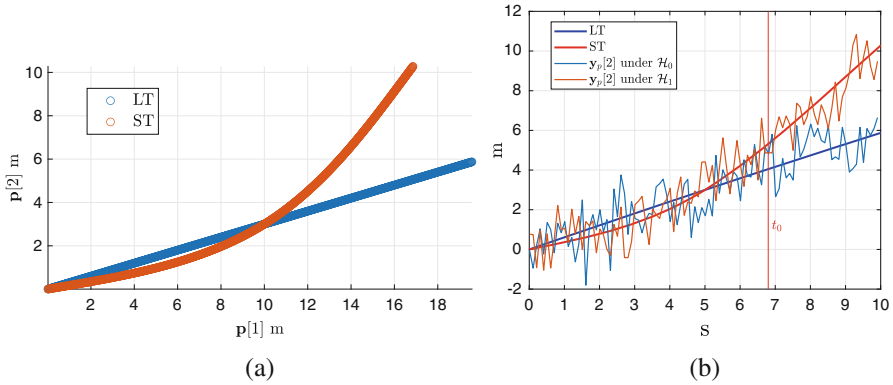 10
8
6
4
2
2 4 6 8 10 12 14 16 18
p[2] m
p[1] m
LT
ST
(a)
12
10
8
6
4
2
0
-2
0 1 2 3 4 5 6 7 8 9 10
m
s
LT
ST
y_p[2] under ℋ_0
y_p[2] under ℋ_1
t_0
(b)